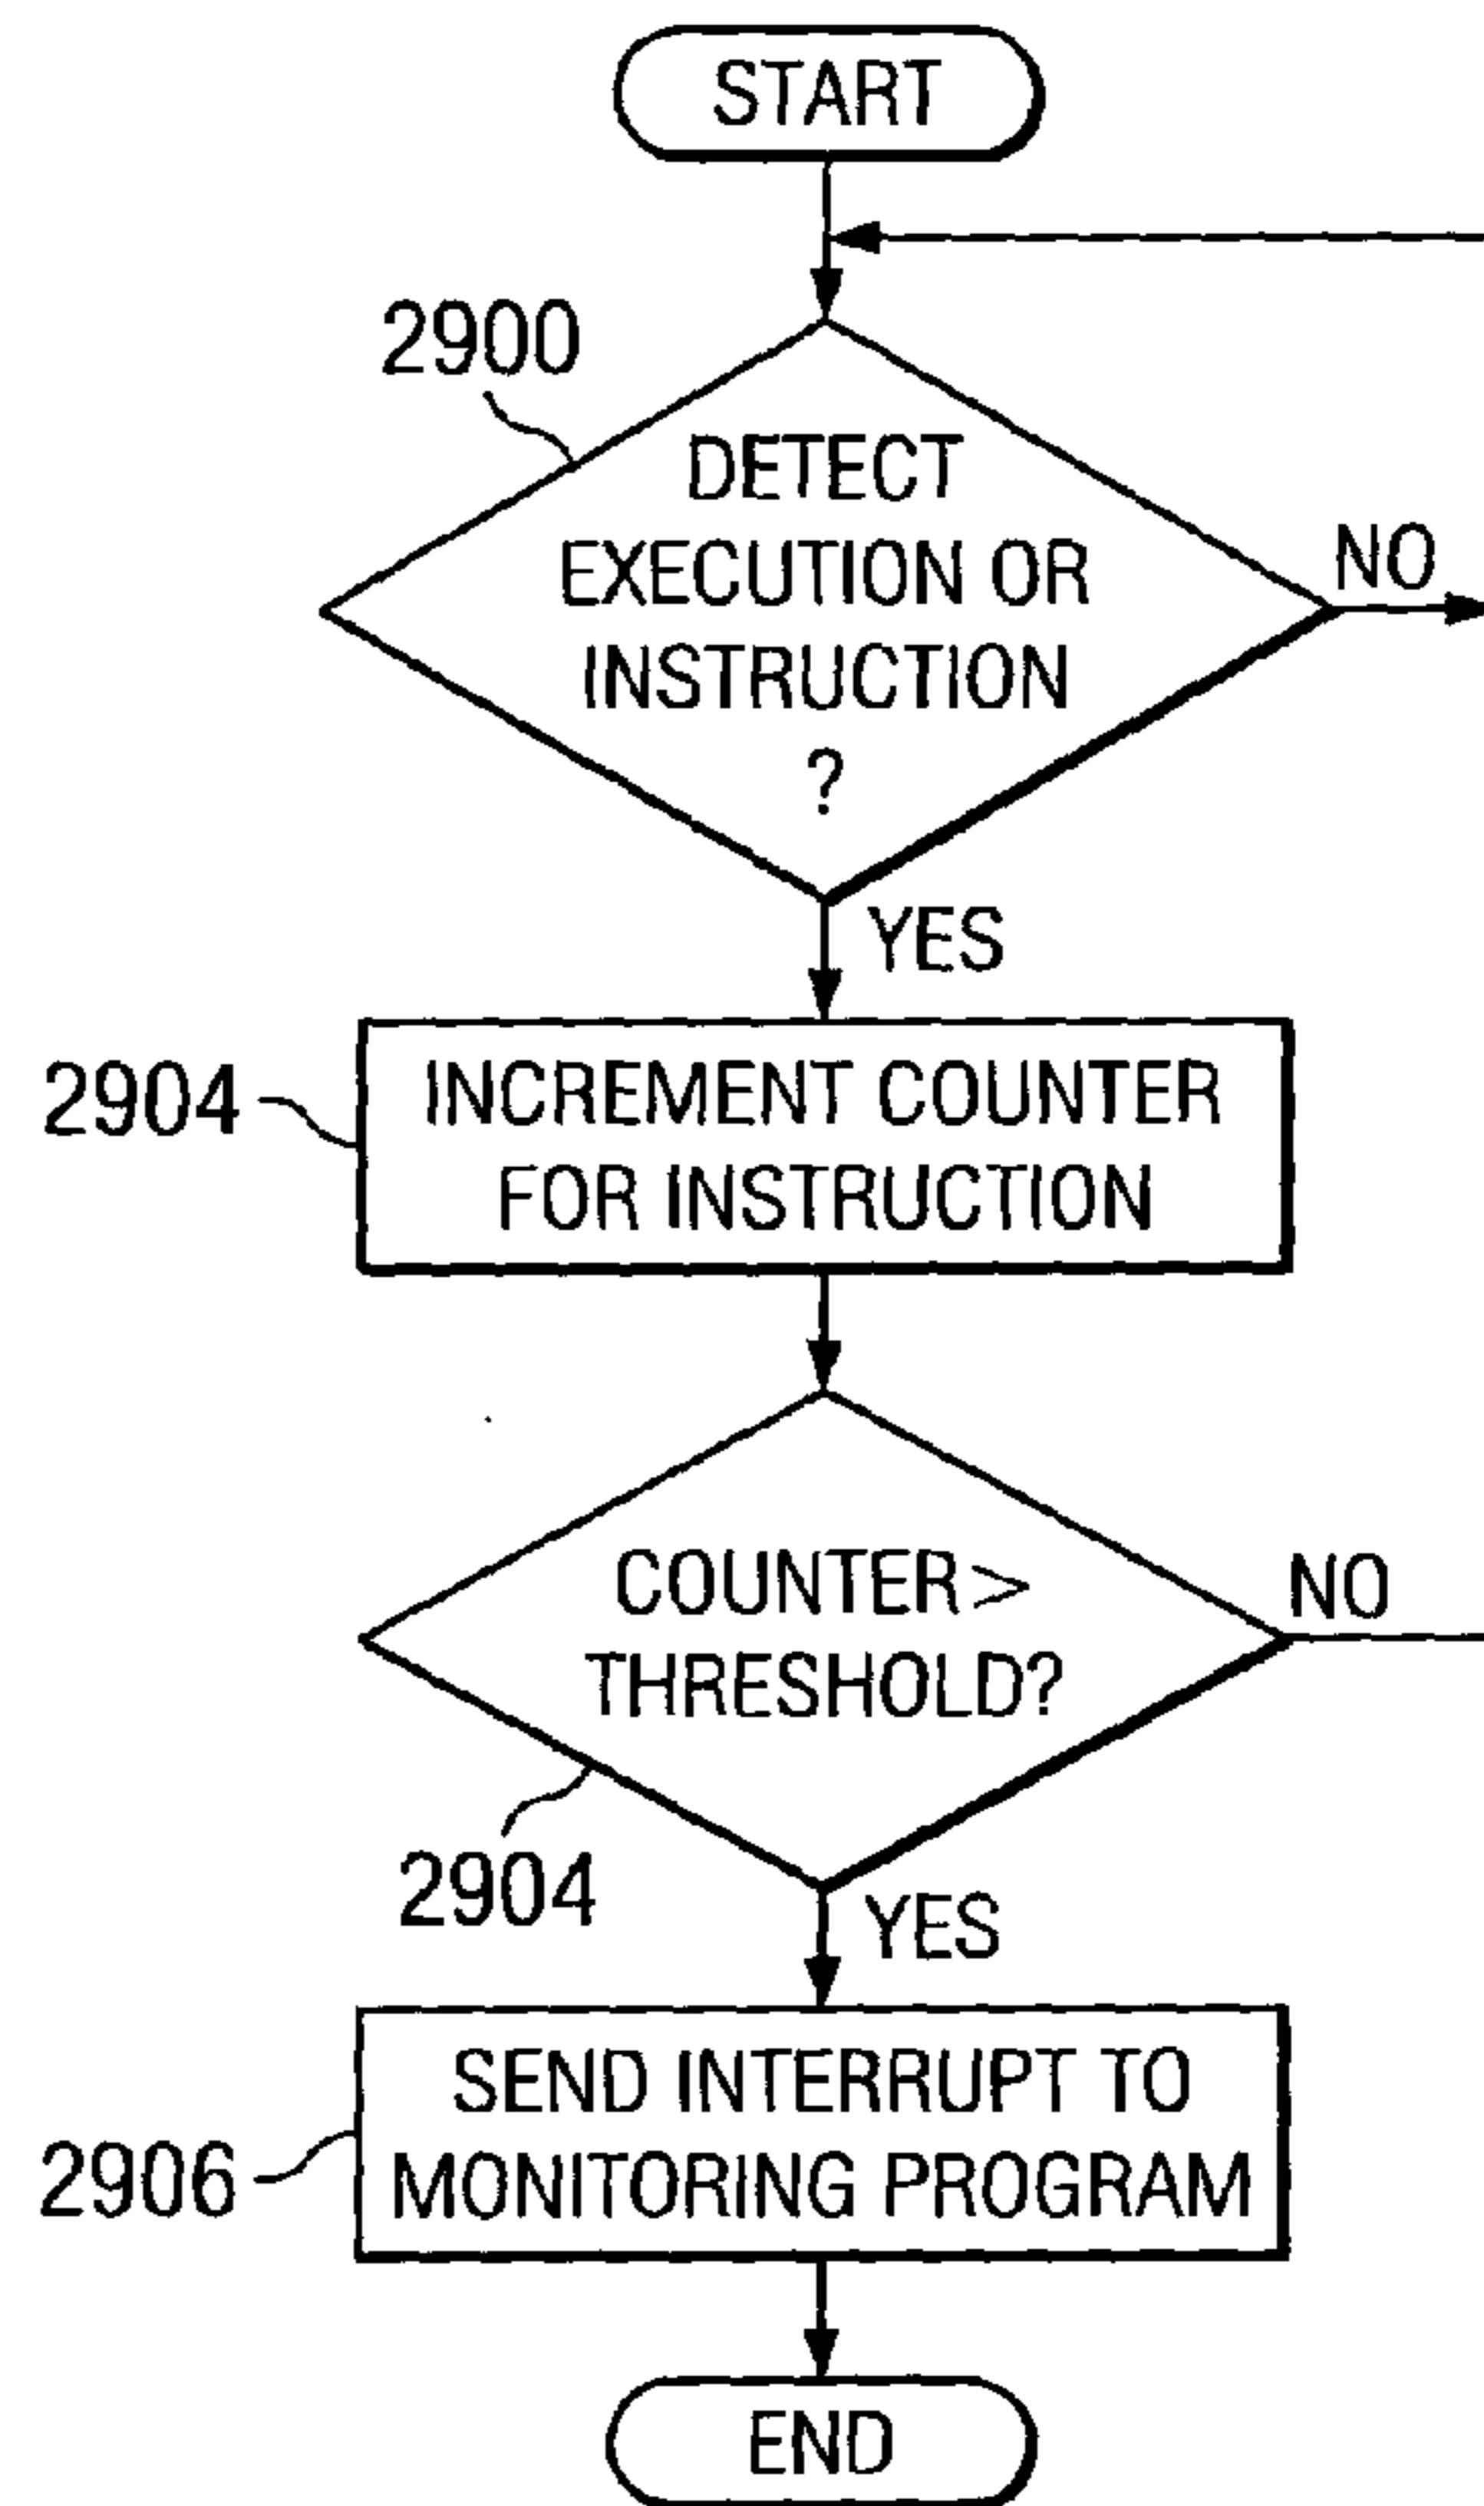 START
2900
DETECT
EXECUTION OR
INSTRUCTION
?
NO
YES
2904
INCREMENT COUNTER
FOR INSTRUCTION
COUNTER >
THRESHOLD?
NO
2904
YES
SEND INTERRUPT TO
MONITORING PROGRAM
2906
END